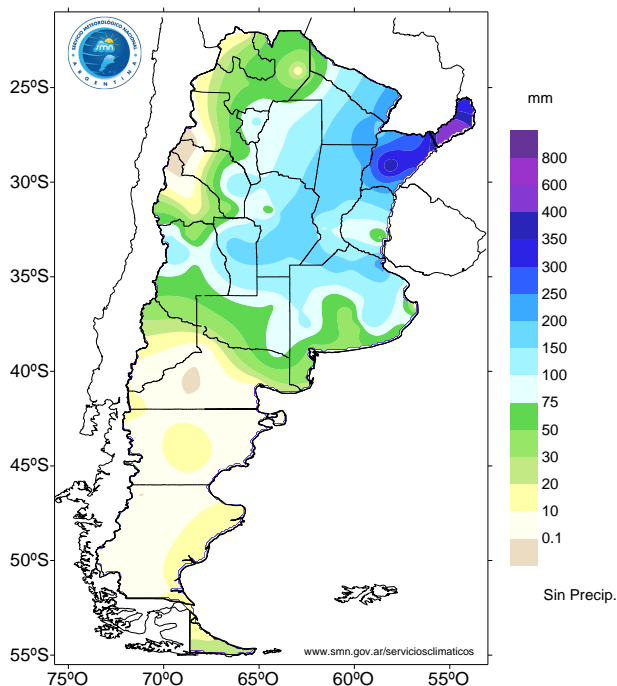 SERVICIO METEOROLÓGICO NACIONAL
smn
ARGENTINA
25ºS
30ºS
35ºS
40ºS
45ºS
50ºS
55ºS
75ºO
70ºO
65ºO
60ºO
55ºO
mm
800
600
400
350
300
250
200
150
100
75
50
30
20
10
0.1
Sin Precip.
www.smn.gov.ar/serviciosclimaticos